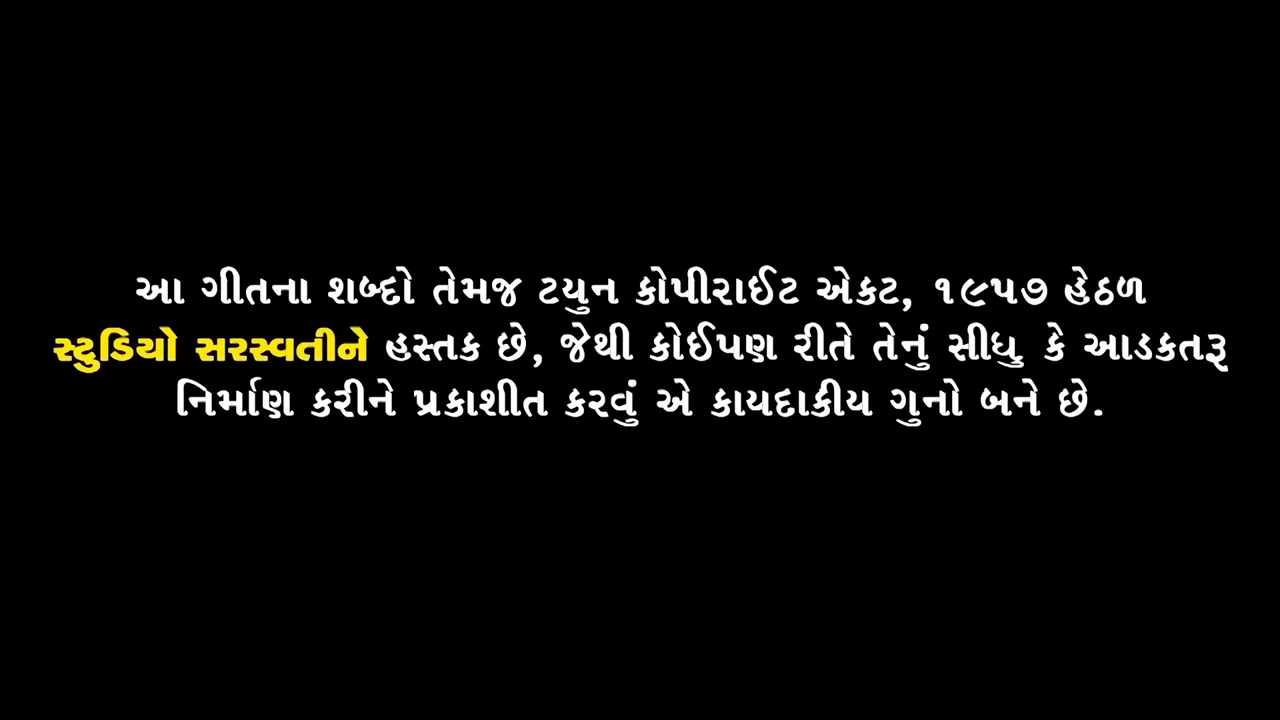 આ ગીતના શબ્દો તેમજ ટયુન કોપીરાઈટ એકટ, ૧૯૫૭ હેઠળ
સ્ટુડિયો સરસ્વતીને હસ્તક છે, જેથી કોઈપણ રીતે તેનું સીધુ કે આડકતરૂ
નિર્માણ કરીને પ્રકાશીત કરવું એ કાયદાકીય ગુનો બને છે.